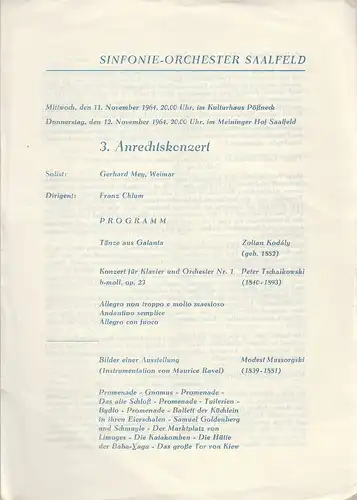 SINFONIE-ORCHESTER SAALFELD
Mittwoch, den 11. November 1964, 20.00 Uhr, im Kulturhaus Pößneck
Donnerstag, den 12. November 1964, 20.00 Uhr, im Meininger Hof Saalfeld
3. Anrechtskonzert
Solist: Gerhard Mey, Weimar
Dirigent: Franz Chlum
PROGRAMM
Tänze aus Galanta Zoltan Kodály
(geb. 1882)
Konzert für Klavier und Orchester Nr. 1 Peter Tschaikowski
b-moll, op. 23 (1840-1893)
Allegro non troppo e molto maestoso
Andantino semplice
Allegro con fuoco
Bilder einer Ausstellung Modest Mussorgski
(Instrumentation von Maurice Ravel) (1839-1881)
Promenade - Gnomus - Promenade -
Das alte Schloß - Promenade - Tuilerien -
Bydlo - Promenade - Ballett der Küchlein
in ihren Eierschalen - Samuel Goldenberg
und Schmuyle - Der Marktplatz von
Limoges - Die Katakomben - Die Hütte
der Baba-Yaga - Das große Tor von Kiew